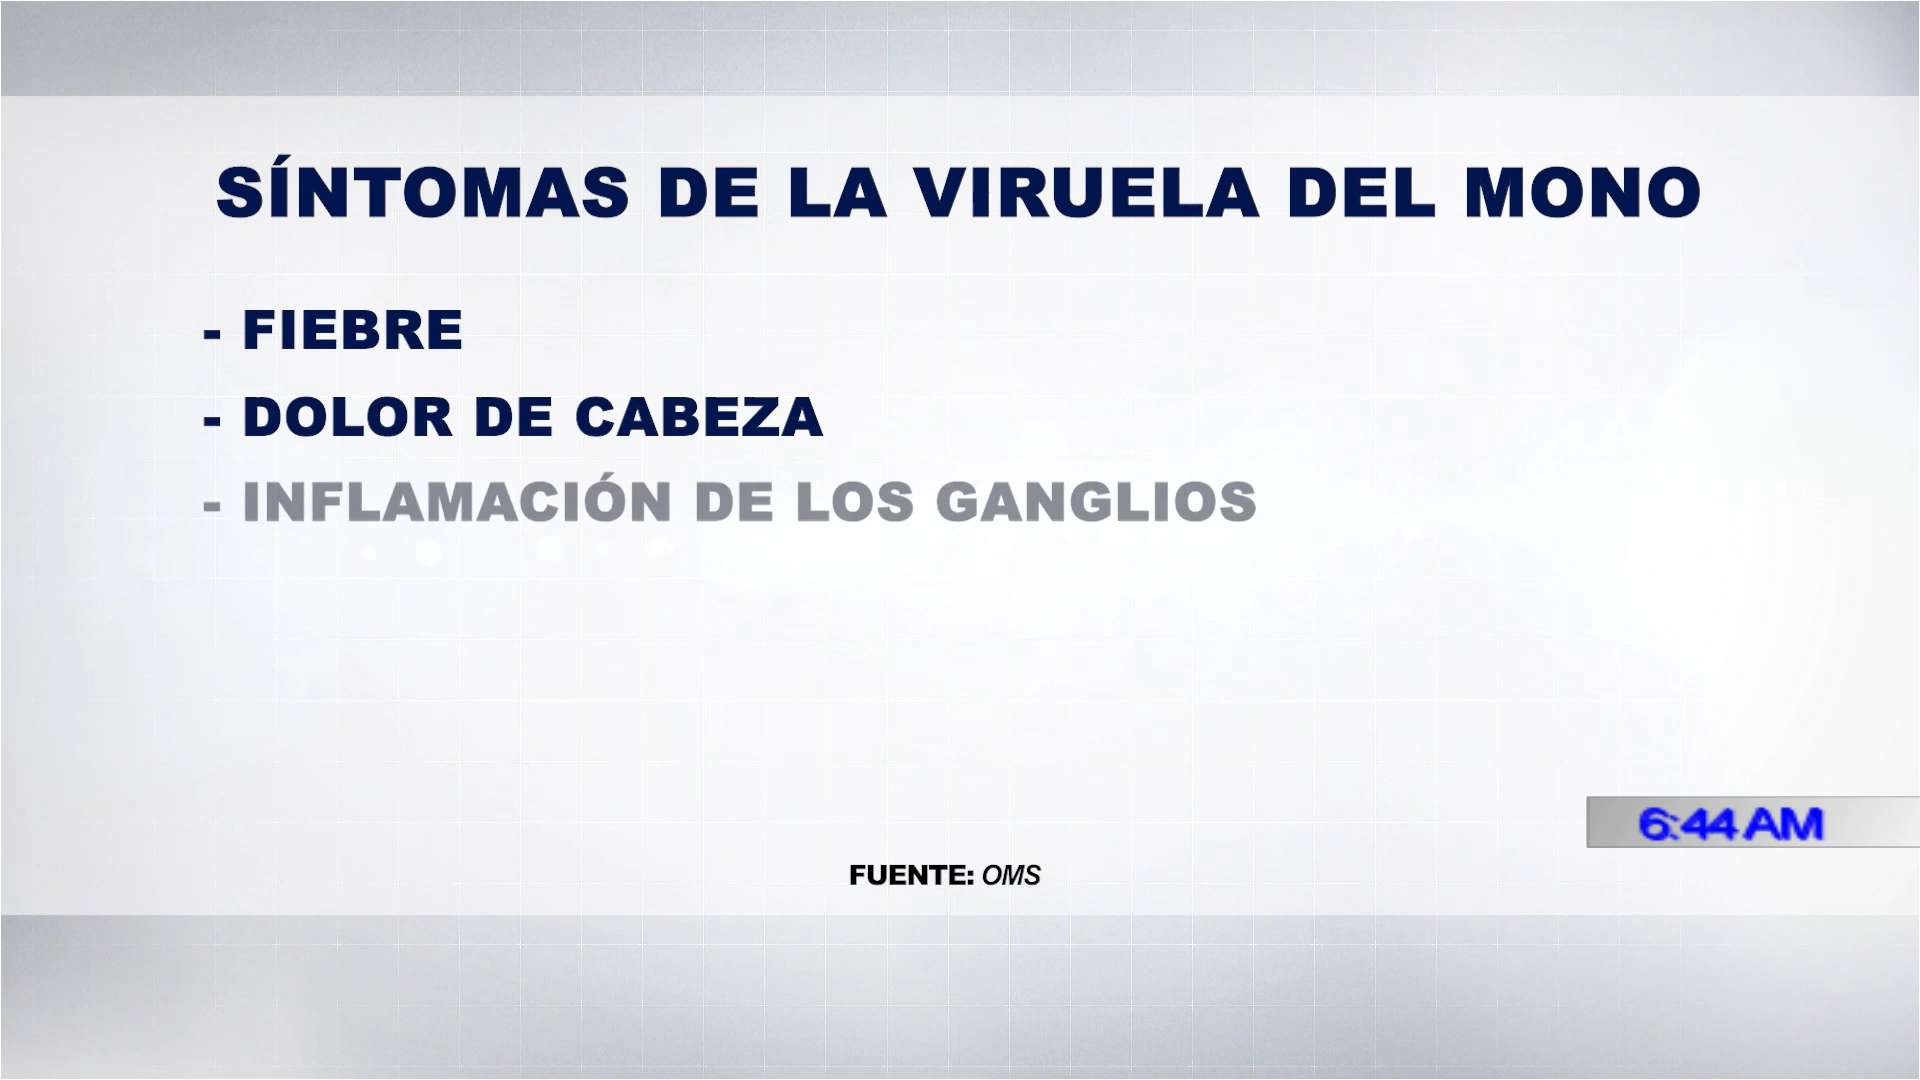 SÍNTOMAS DE LA VIRUELA DEL MONO
- FIEBRE
- DOLOR DE CABEZA
- INFLAMACIÓN DE LOS GANGLIOS
6:44 AM
FUENTE: OMS